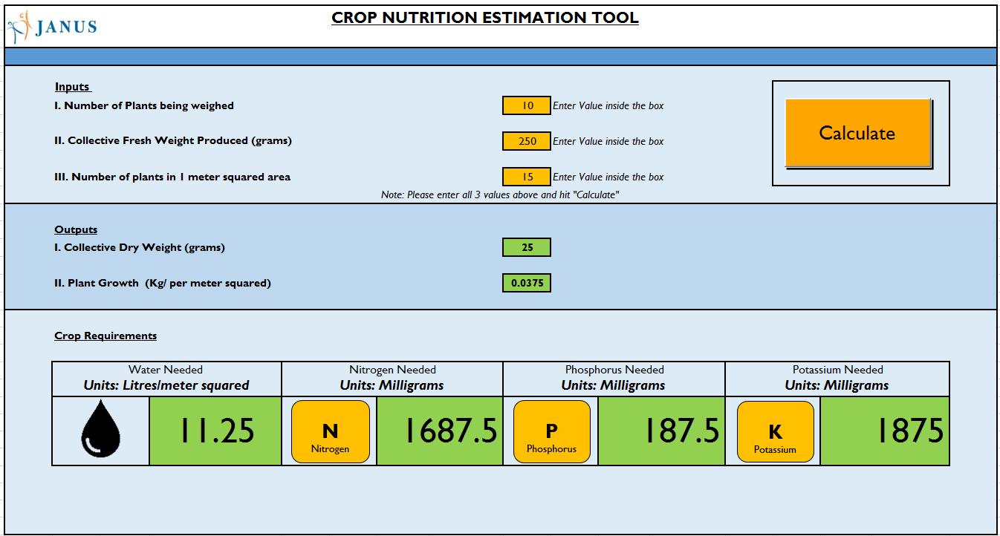 JANUS
CROP NUTRITION ESTIMATION TOOL
Inputs
I. Number of Plants being weighed
10
Enter Value inside the box
II. Collective Fresh Weight Produced (grams)
250
Enter Value inside the box
III. Number of plants in 1 meter squared area
15
Enter Value inside the box
Note: Please enter all 3 values above and hit "Calculate"
Calculate
Outputs
I. Collective Dry Weight (grams)
25
II. Plant Growth (Kg/ per meter squared)
0.0375
Crop Requirements
Water Needed
Units: Litres/meter squared
Nitrogen Needed
Units: Milligrams
Phosphorus Needed
Units: Milligrams
Potassium Needed
Units: Milligrams
11.25
N
Nitrogen
1687.5
P
Phosphorus
187.5
K
Potassium
1875